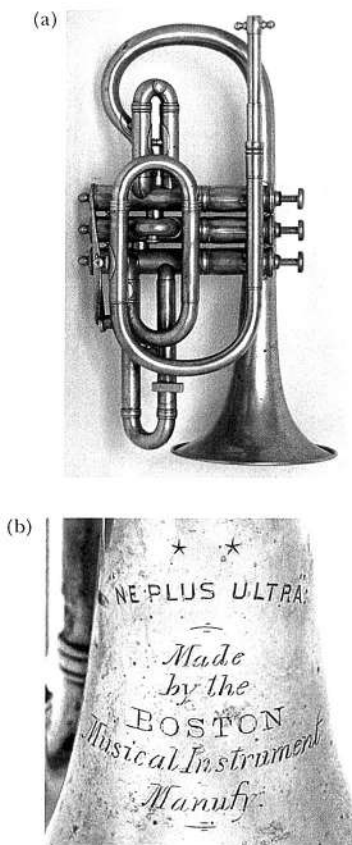 (a)
(b)
"NE PLUS ULTRA"
Made
by the
BOSTON
Musical Instrument
Manufy.